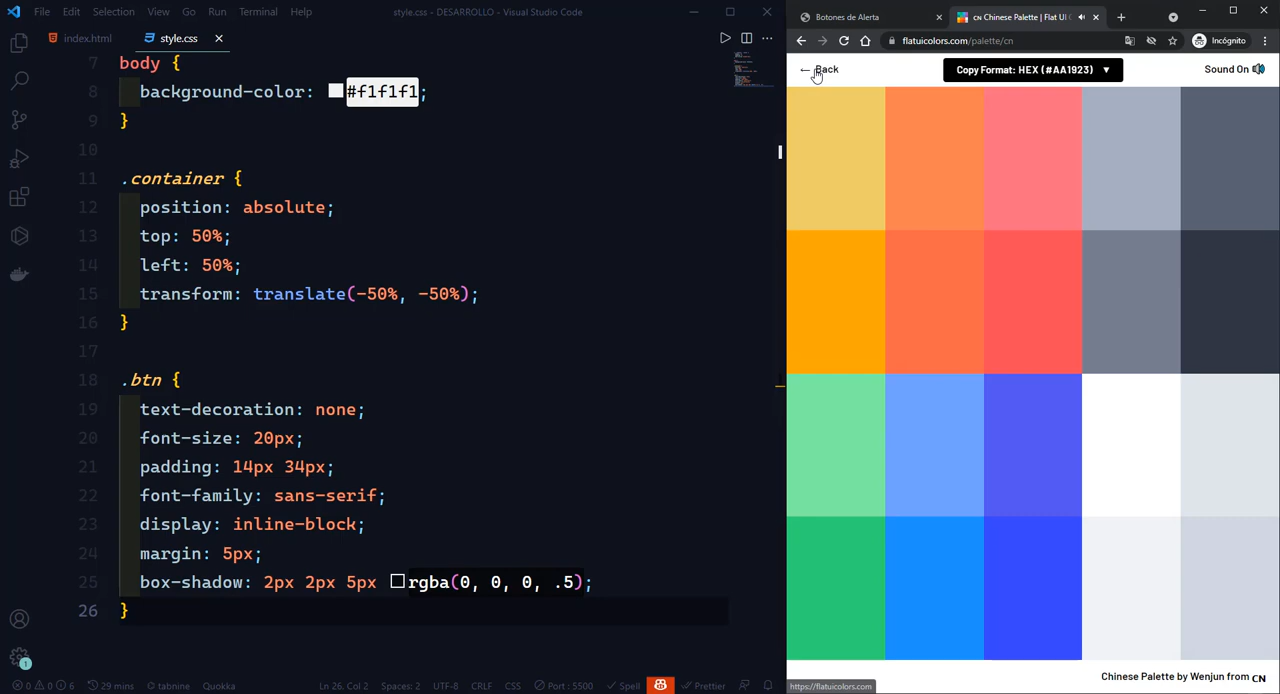 File Edit Selection View Go Run Terminal Help
style.css - DESARROLLO - Visual Studio Code
index.html
style.css
7 body {
8 background-color: #f1f1f1;
9 }
10
11 .container {
12 position: absolute;
13 top: 50%;
14 left: 50%;
15 transform: translate(-50%, -50%);
16 }
17
18 .btn {
19 text-decoration: none;
20 font-size: 20px;
21 padding: 14px 34px;
22 font-family: sans-serif;
23 display: inline-block;
24 margin: 5px;
25 box-shadow: 2px 2px 5px rgba(0, 0, 0, .5);
26 }
1
0 0 6 29 mins tabnine Quokka Ln 26, Col 2 Spaces: 2 UTF-8 CRLF CSS Port : 5500 Spell Prettier
Botones de Alerta
CN Chinese Palette | Flat UI C
flatuicolors.com/palette/cn
Incógnito
← Back
Copy Format: HEX (#AA1923) ▼
Sound On
Chinese Palette by Wenjun from CN
https://flatuicolors.com